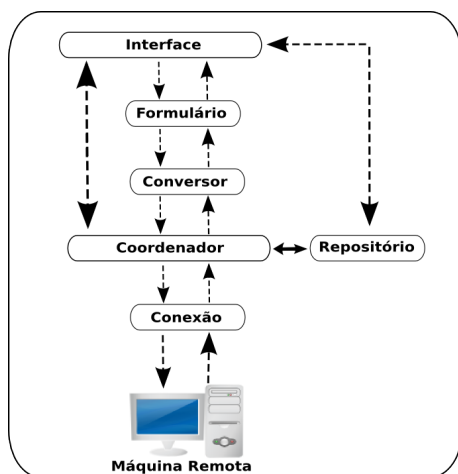 Interface
Formulário
Conversor
Coordenador
Repositório
Conexão
Máquina Remota